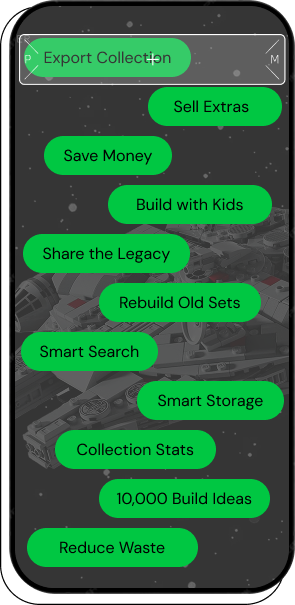 Export Collection
P
M
Sell Extras
Save Money
Build with Kids
Share the Legacy
Rebuild Old Sets
Smart Search
Smart Storage
Collection Stats
10,000 Build Ideas
Reduce Waste